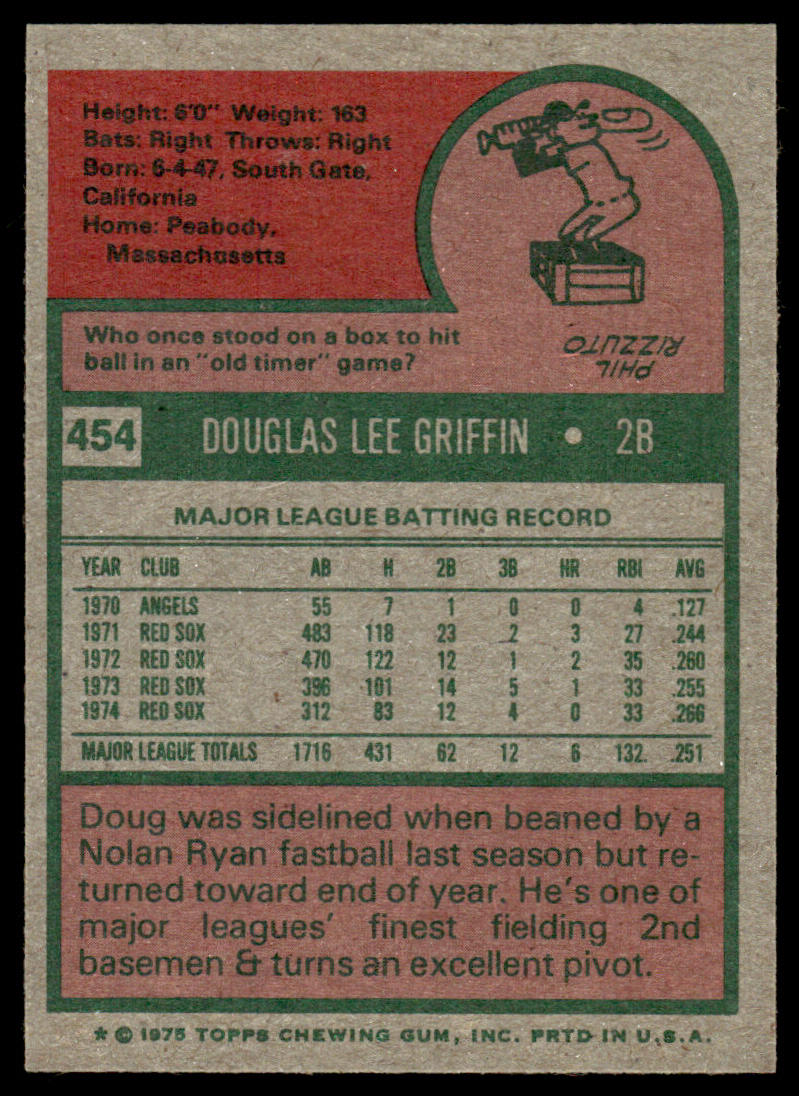 Height: 6'0" Weight: 163
Bats: Right Throws: Right
Born: 6-4-47, South Gate,
California
Home: Peabody,
Massachusetts
Who once stood on a box to hit
ball in an "old timer" game?
PHIL
RIZZUTO
454 DOUGLAS LEE GRIFFIN • 2B
MAJOR LEAGUE BATTING RECORD
YEAR CLUB AB H 2B 3B HR RBI AVG
1970 ANGELS 55 7 1 0 0 4 .127
1971 RED SOX 483 118 23 2 3 27 .244
1972 RED SOX 470 122 12 1 2 35 .260
1973 RED SOX 396 101 14 5 1 33 .255
1974 RED SOX 312 83 12 4 0 33 .266
MAJOR LEAGUE TOTALS 1716 431 62 12 6 132. .251
Doug was sidelined when beaned by a
Nolan Ryan fastball last season but re-
turned toward end of year. He's one of
major leagues' finest fielding 2nd
basemen & turns an excellent pivot.
* © 1975 TOPPS CHEWING GUM, INC. PRTD IN U.S.A.